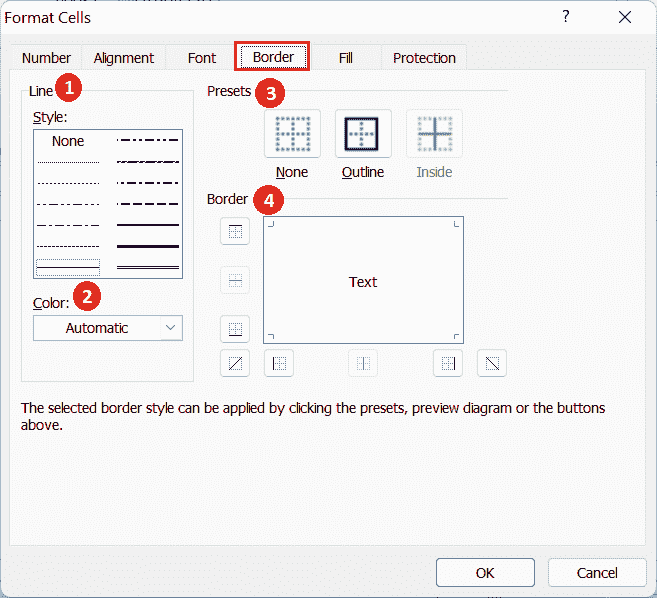 Format Cells ?
Number Alignment Font Border Fill Protection
Line 1
Style:
None
2
Color:
Automatic
Presets 3
None Outline Inside
Border 4
Text
The selected border style can be applied by clicking the presets, preview diagram or the buttons
above.
OK Cancel